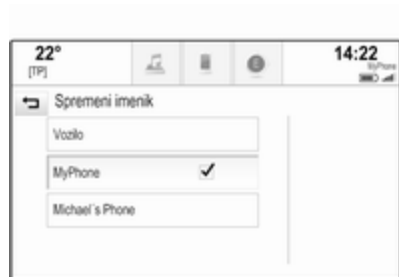 22°
14:22
[TP]
MyPhone
Spremeni imenik
Vozilo
MyPhone
Michael`s Phone